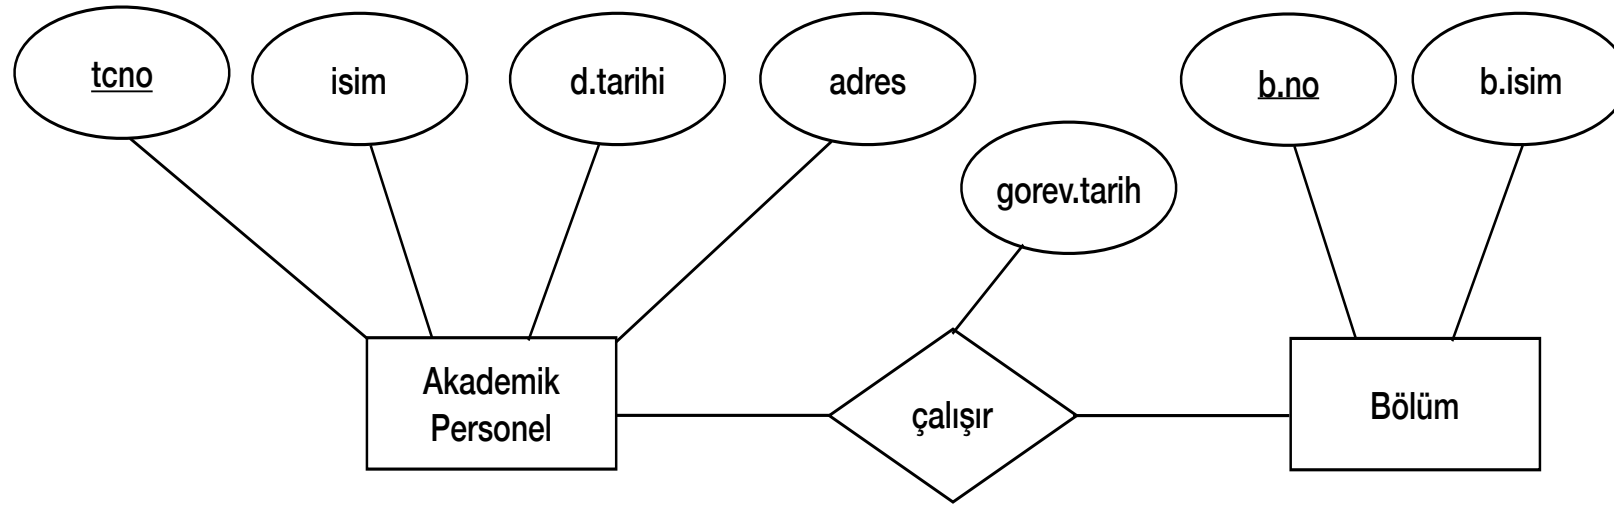 tcno
isim
d.tarihi
adres
b.no
b.isim
gorev.tarih
Akademik
Personel
çalışır
Bölüm